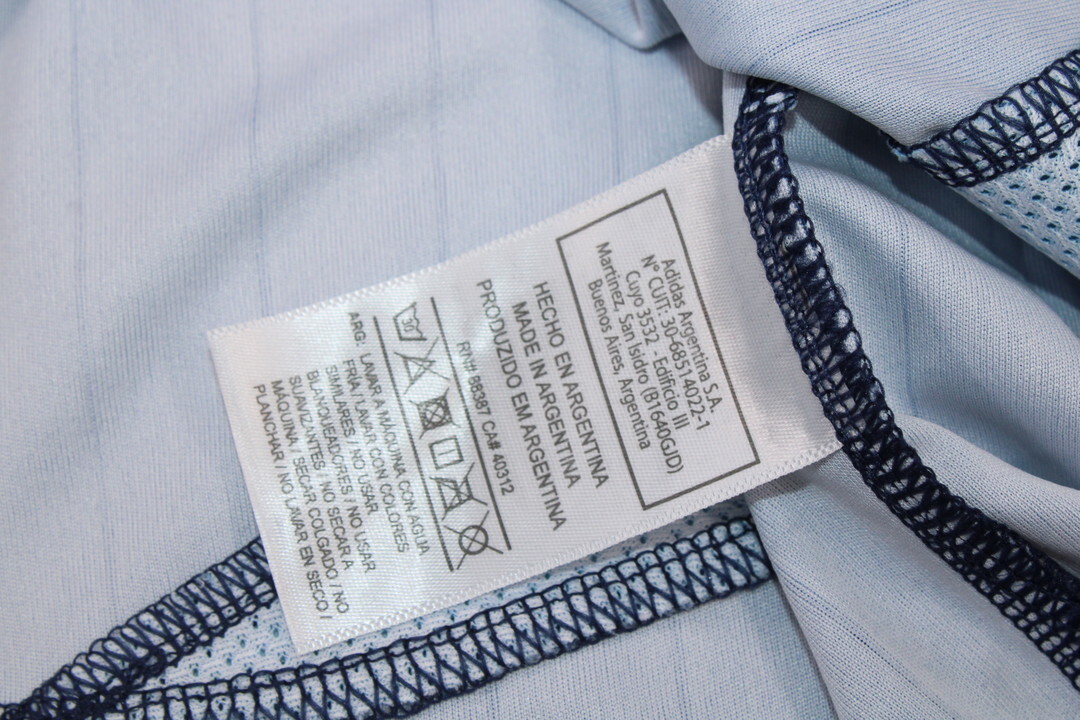 Adidas Argentina S.A.
N° CUIT: 30-68514022-1
Cuyo 3532 - Edificio III
Martinez, San Isidro (B1640GJD)
Buenos Aires, Argentina
HECHO EN ARGENTINA
MADE IN ARGENTINA
PRODUZIDO EM ARGENTINA
RN# 88387 CA# 40312
30
ARG: LAVAR A MAQUINA CON AGUA
FRIA / LAVAR CON COLORES
SIMILARES / NO USAR
BLANQUEADORES / NO USAR
SUAVIZANTES / NO SECAR A
MÁQUINA / SECAR COLGADO / NO
PLANCHAR / NO LAVAR EN SECO /